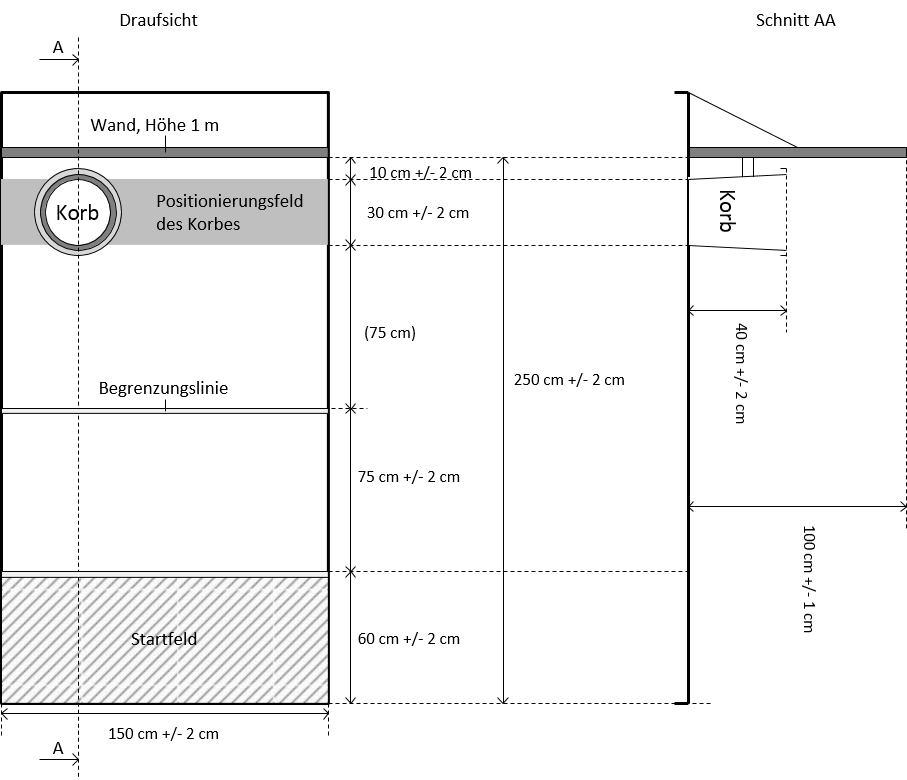 Draufsicht
Schnitt AA
A
Wand, Höhe 1 m
10 cm +/- 2 cm
Korb
Positionierungsfeld
des Korbes
30 cm +/- 2 cm
Korb
(75 cm)
40 cm +/- 2 cm
250 cm +/- 2 cm
Begrenzungslinie
75 cm +/- 2 cm
100 cm +/- 1 cm
Startfeld
60 cm +/- 2 cm
150 cm +/- 2 cm
A